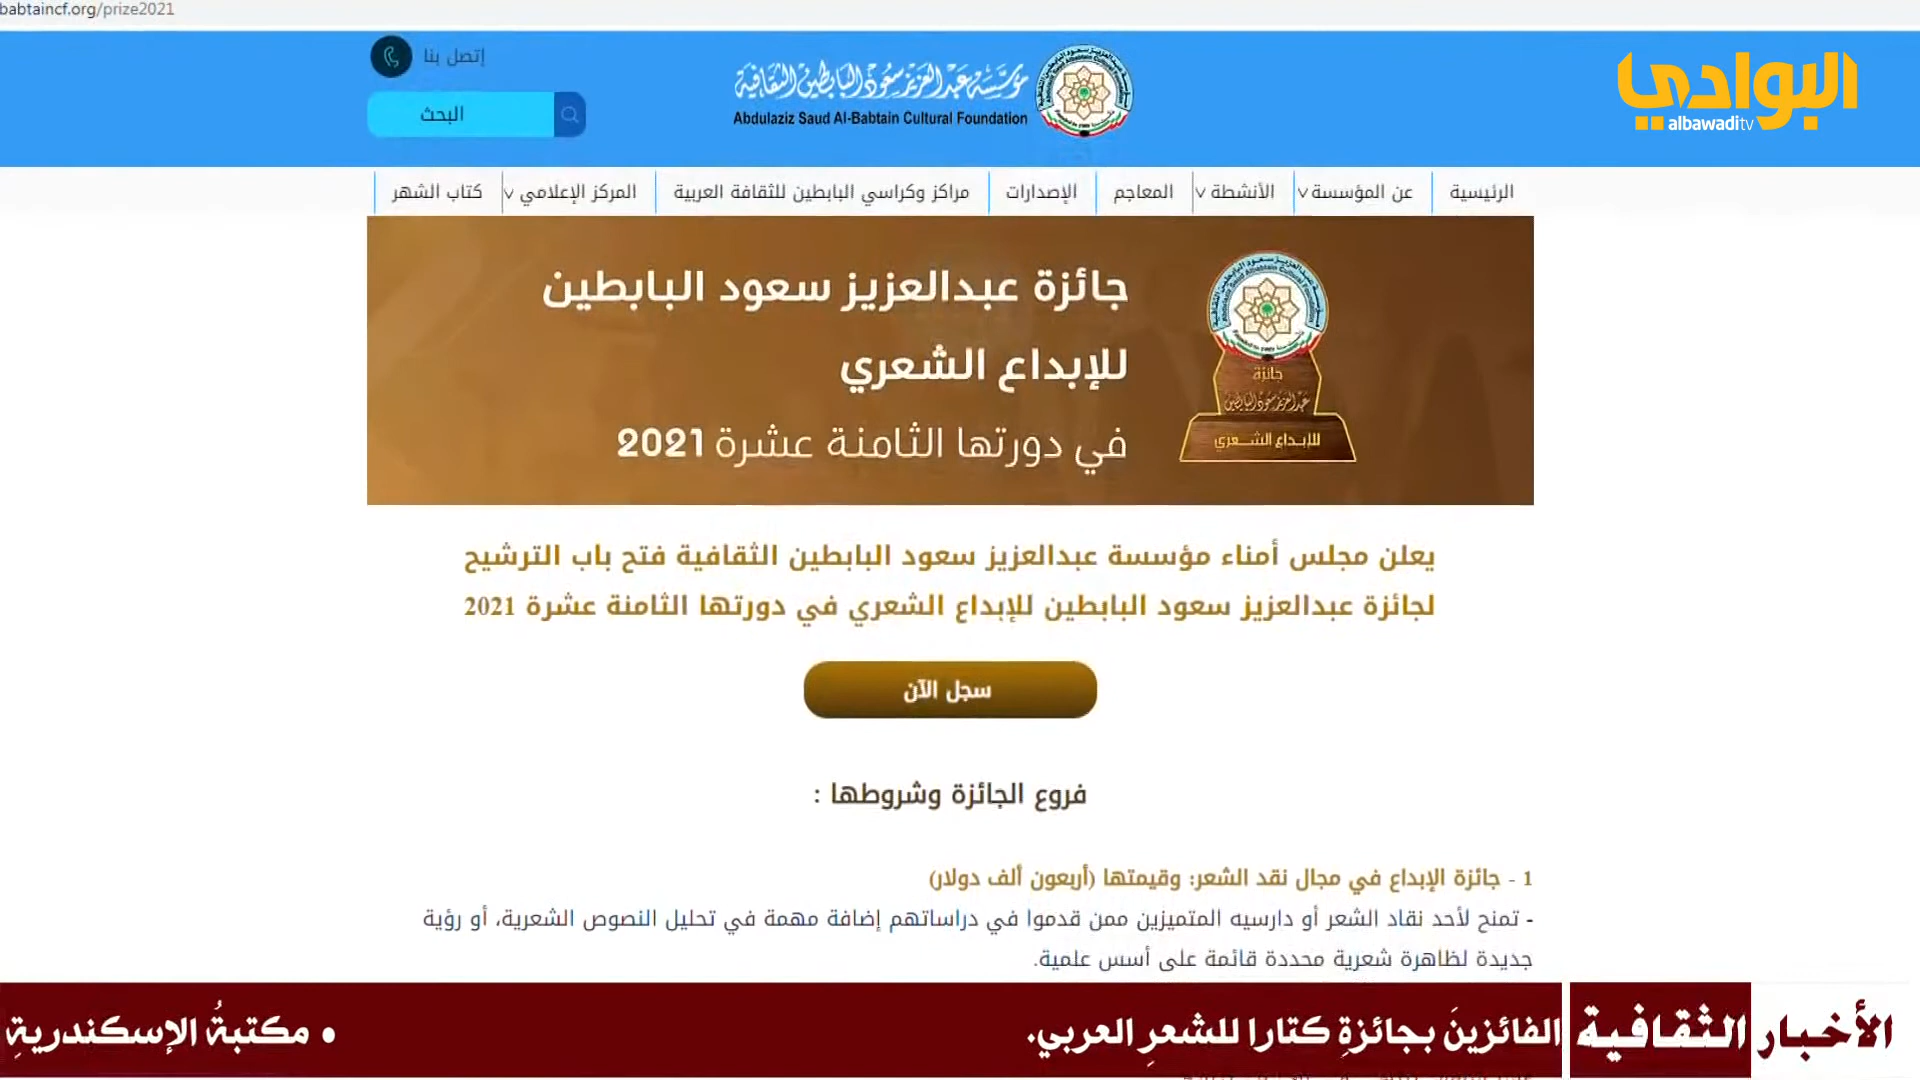 babtaincf.org/prize2021
إتصل بنا
البحث
مؤسسة عبدالعزيز سعود البابطين الثقافية
Abdulaziz Saud Al-Babtain Cultural Foundation
البوادي
albawaditv
الرئيسية
عن المؤسسة
الأنشطة
المعاجم
الإصدارات
مراكز وكراسي البابطين للثقافة العربية
المركز الإعلامي
كتاب الشهر
جائزة عبدالعزيز سعود البابطين
للإبداع الشعري
في دورتها الثامنة عشرة 2021
جائزة
عبدالعزيز سعود البابطين
للإبداع الشعري
يعلن مجلس أمناء مؤسسة عبدالعزيز سعود البابطين الثقافية فتح باب الترشيح
لجائزة عبدالعزيز سعود البابطين للإبداع الشعري في دورتها الثامنة عشرة 2021
سجل الآن
فروع الجائزة وشروطها :
1 - جائزة الإبداع في مجال نقد الشعر: وقيمتها (أربعون ألف دولار)
- تمنح لأحد نقاد الشعر أو دارسيه المتميزين ممن قدموا في دراساتهم إضافة مهمة في تحليل النصوص الشعرية، أو رؤية
جديدة لظاهرة شعرية محددة قائمة على أسس علمية.
الأخبار الثقافية
الفائزينَ بجائزةِ كتارا للشعرِ العربي.
• مكتبةُ الإسكندريةِ